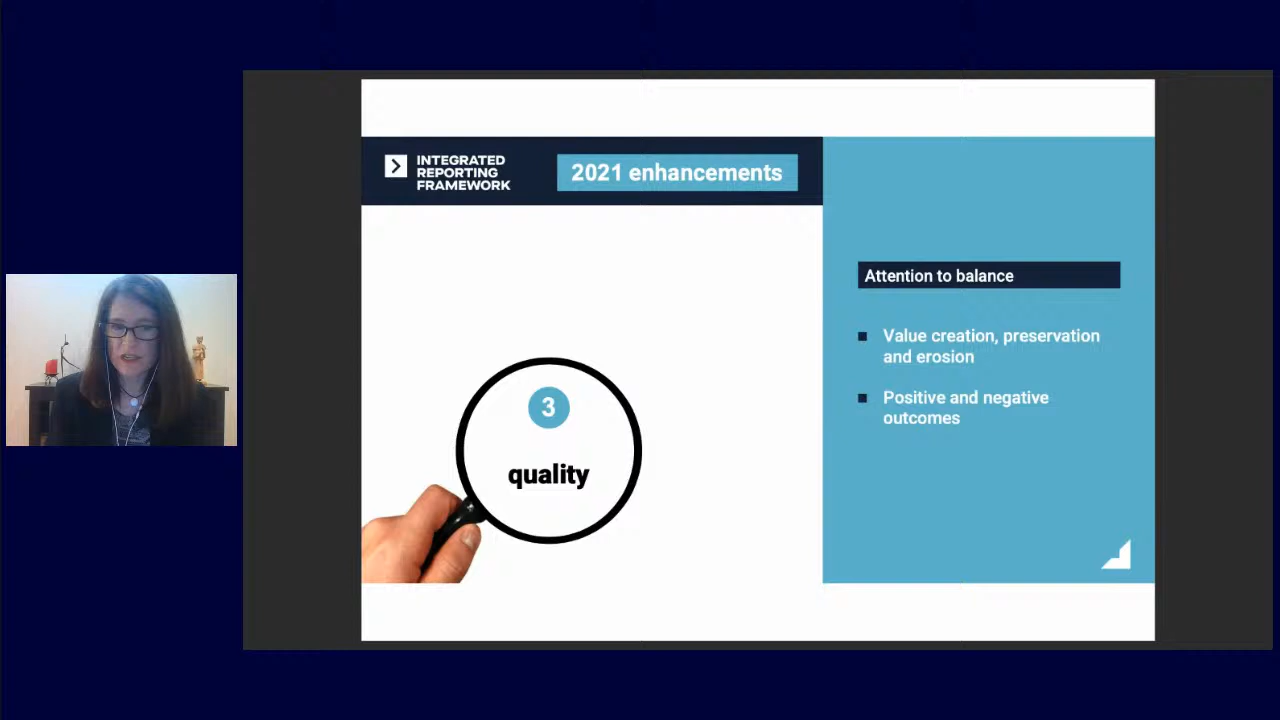 INTEGRATED
REPORTING
FRAMEWORK
2021 enhancements
3
quality
Attention to balance
Value creation, preservation
and erosion
Positive and negative
outcomes